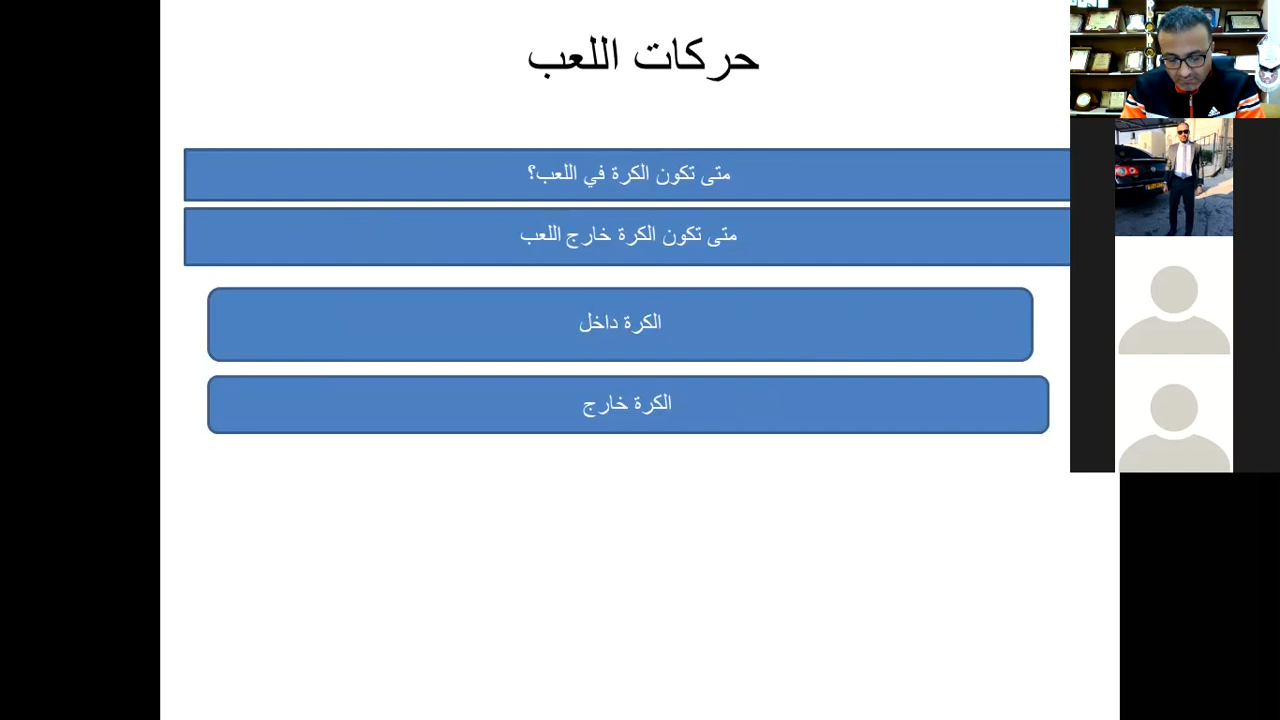 حركات اللعب
متى تكون الكرة في اللعب؟
متى تكون الكرة خارج اللعب
الكرة داخل
الكرة خارج